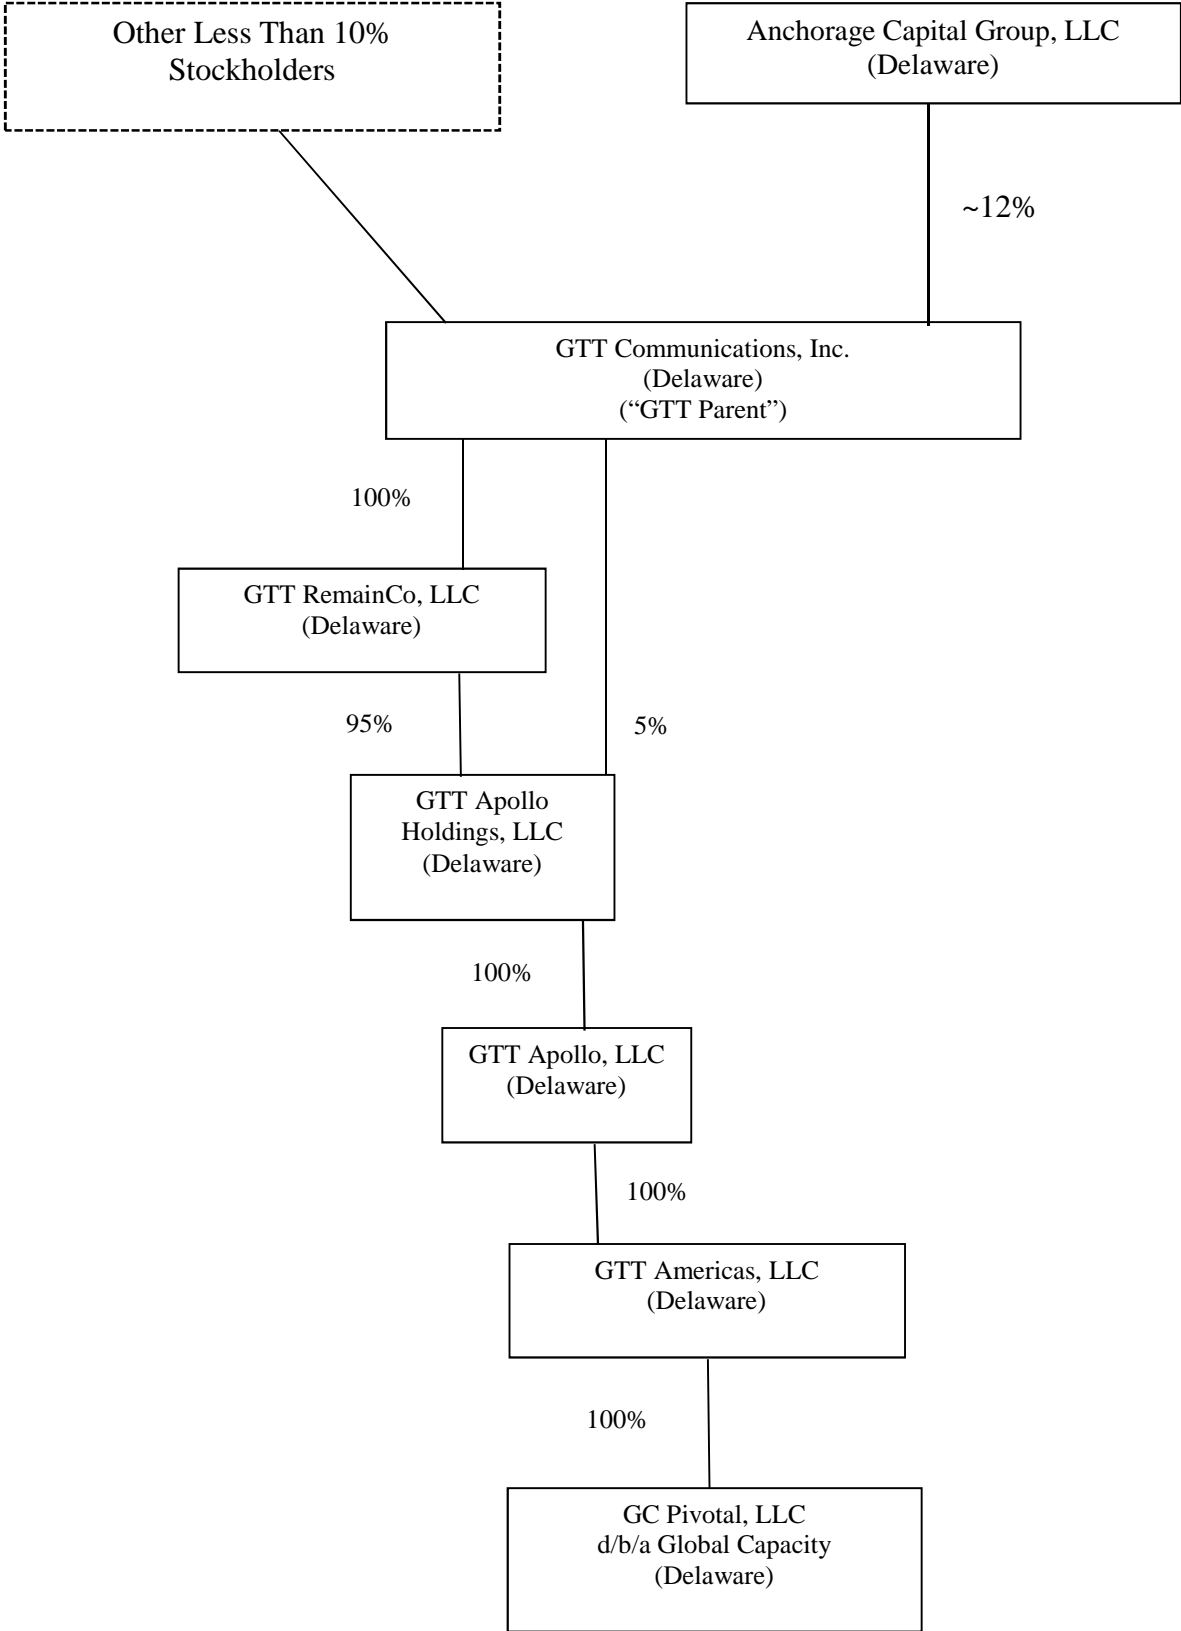 Other Less Than 10%
Stockholders
Anchorage Capital Group, LLC
(Delaware)
~12%
GTT Communications, Inc.
(Delaware)
(“GTT Parent”)
100%
GTT RemainCo, LLC
(Delaware)
95%
5%
GTT Apollo
Holdings, LLC
(Delaware)
100%
GTT Apollo, LLC
(Delaware)
100%
GTT Americas, LLC
(Delaware)
100%
GC Pivotal, LLC
d/b/a Global Capacity
(Delaware)